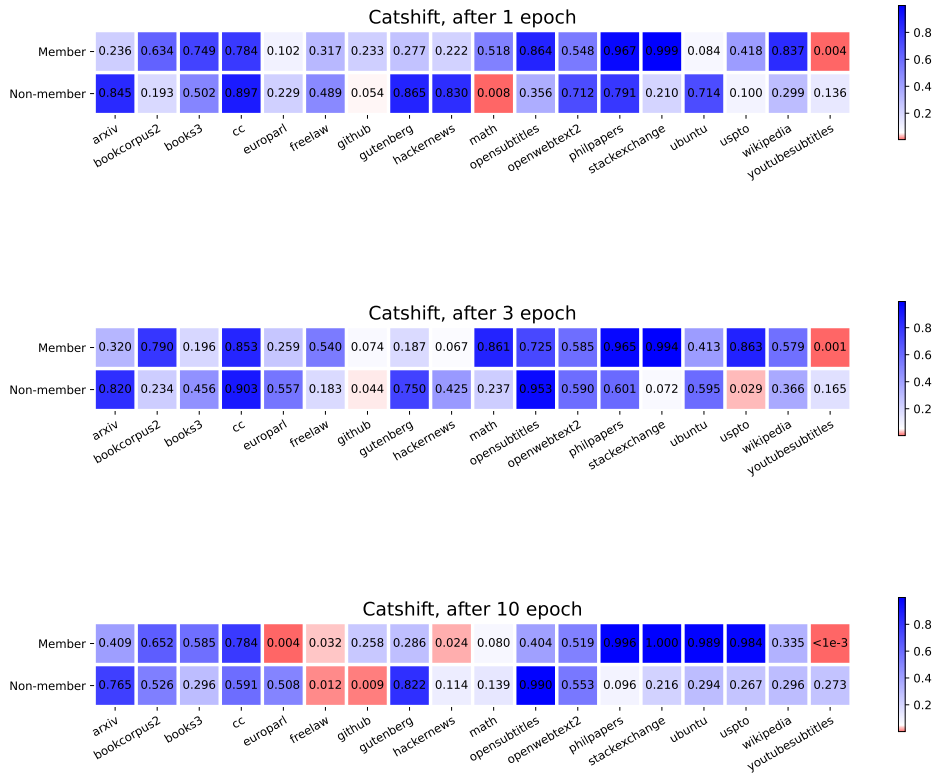 Catshift, after 1 epoch
Member 0.236 0.634 0.749 0.784 0.102 0.317 0.233 0.277 0.222 0.518 0.864 0.548 0.967 0.999 0.084 0.418 0.837 0.004
Non-member 0.845 0.193 0.502 0.897 0.229 0.489 0.054 0.865 0.830 0.008 0.356 0.712 0.791 0.210 0.714 0.100 0.299 0.136
arxiv bookcorpus2 books3 cc europarl freelaw github gutenberg hackernews math opensubtitles openwebtext2 philpapers stackexchange ubuntu uspto wikipedia youtubesubtitles
0.8
0.6
0.4
0.2
Catshift, after 3 epoch
Member 0.320 0.790 0.196 0.853 0.259 0.540 0.074 0.187 0.067 0.861 0.725 0.585 0.965 0.994 0.413 0.863 0.579 0.001
Non-member 0.820 0.234 0.456 0.903 0.557 0.183 0.044 0.750 0.425 0.237 0.953 0.590 0.601 0.072 0.595 0.029 0.366 0.165
arxiv bookcorpus2 books3 cc europarl freelaw github gutenberg hackernews math opensubtitles openwebtext2 philpapers stackexchange ubuntu uspto wikipedia youtubesubtitles
0.8
0.6
0.4
0.2
Catshift, after 10 epoch
Member 0.409 0.652 0.585 0.784 0.004 0.032 0.258 0.286 0.024 0.080 0.404 0.519 0.996 1.000 0.989 0.984 0.335 <1e-3
Non-member 0.765 0.526 0.296 0.591 0.508 0.012 0.009 0.822 0.114 0.139 0.990 0.553 0.096 0.216 0.294 0.267 0.296 0.273
arxiv bookcorpus2 books3 cc europarl freelaw github gutenberg hackernews math opensubtitles openwebtext2 philpapers stackexchange ubuntu uspto wikipedia youtubesubtitles
0.8
0.6
0.4
0.2